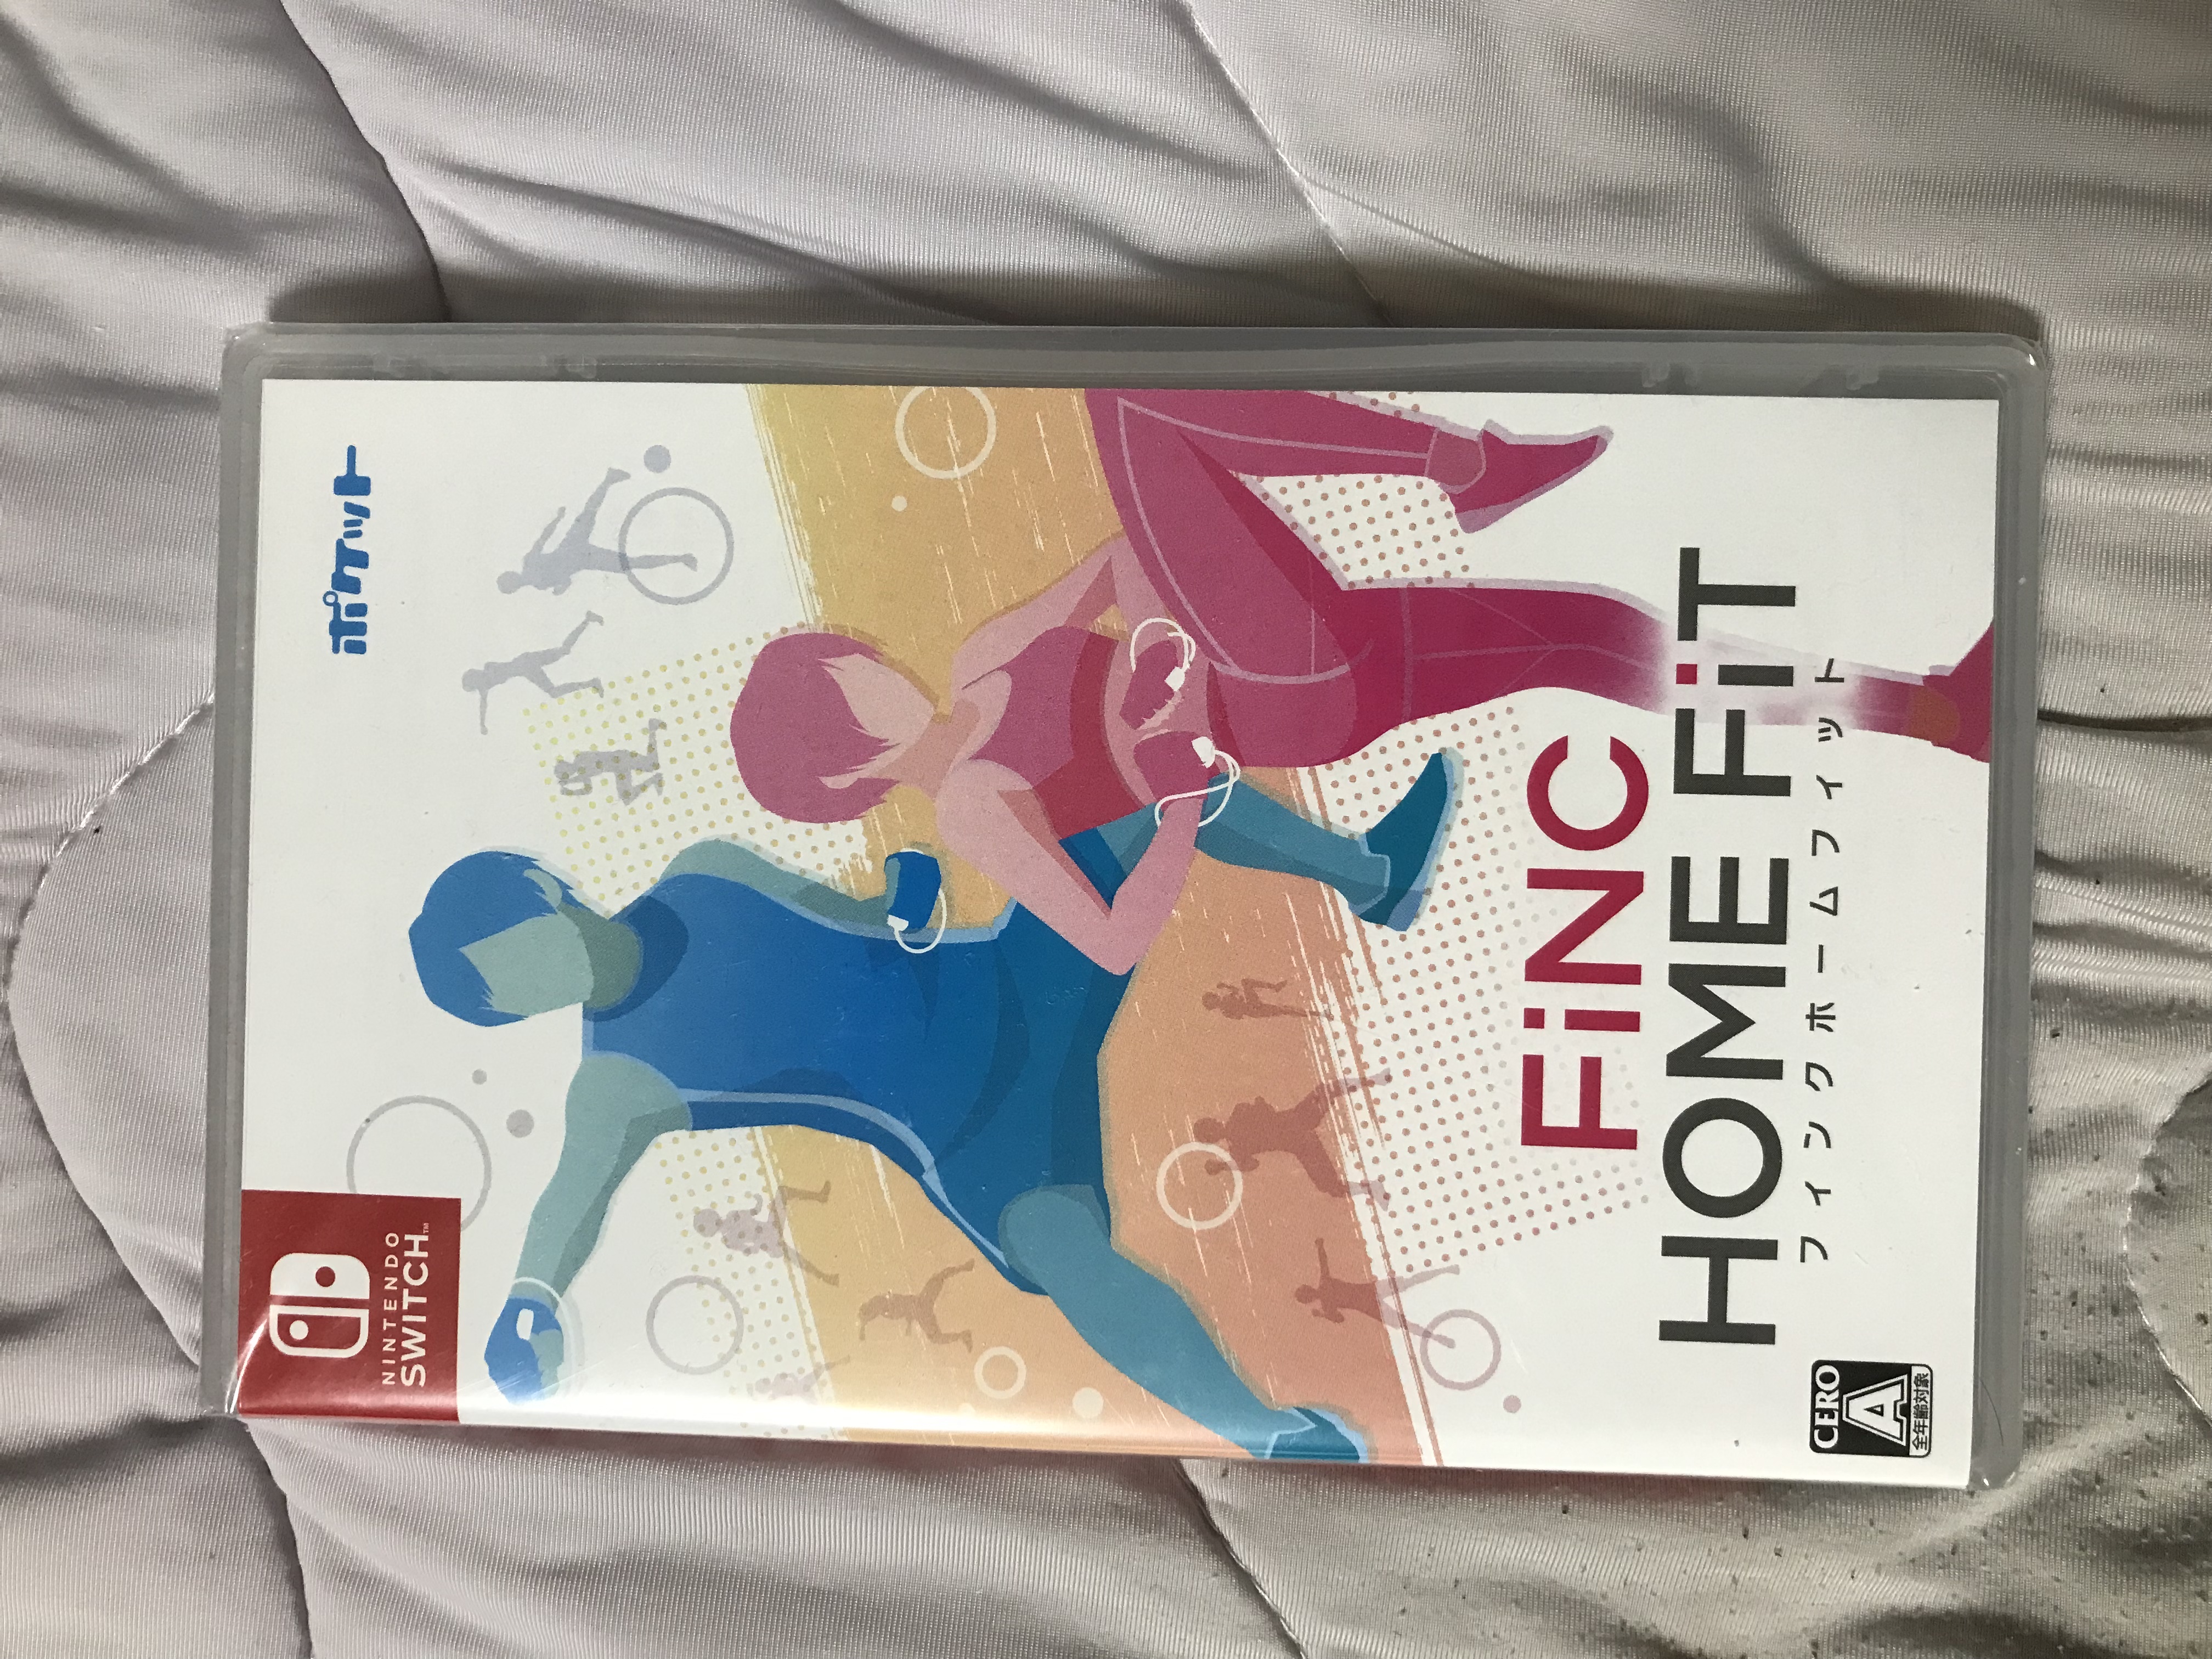 NINTENDO
SWITCH™
ポケット
FiNC
HOME FiT
フィンクホームフィット
CERO
A
全年齢対象